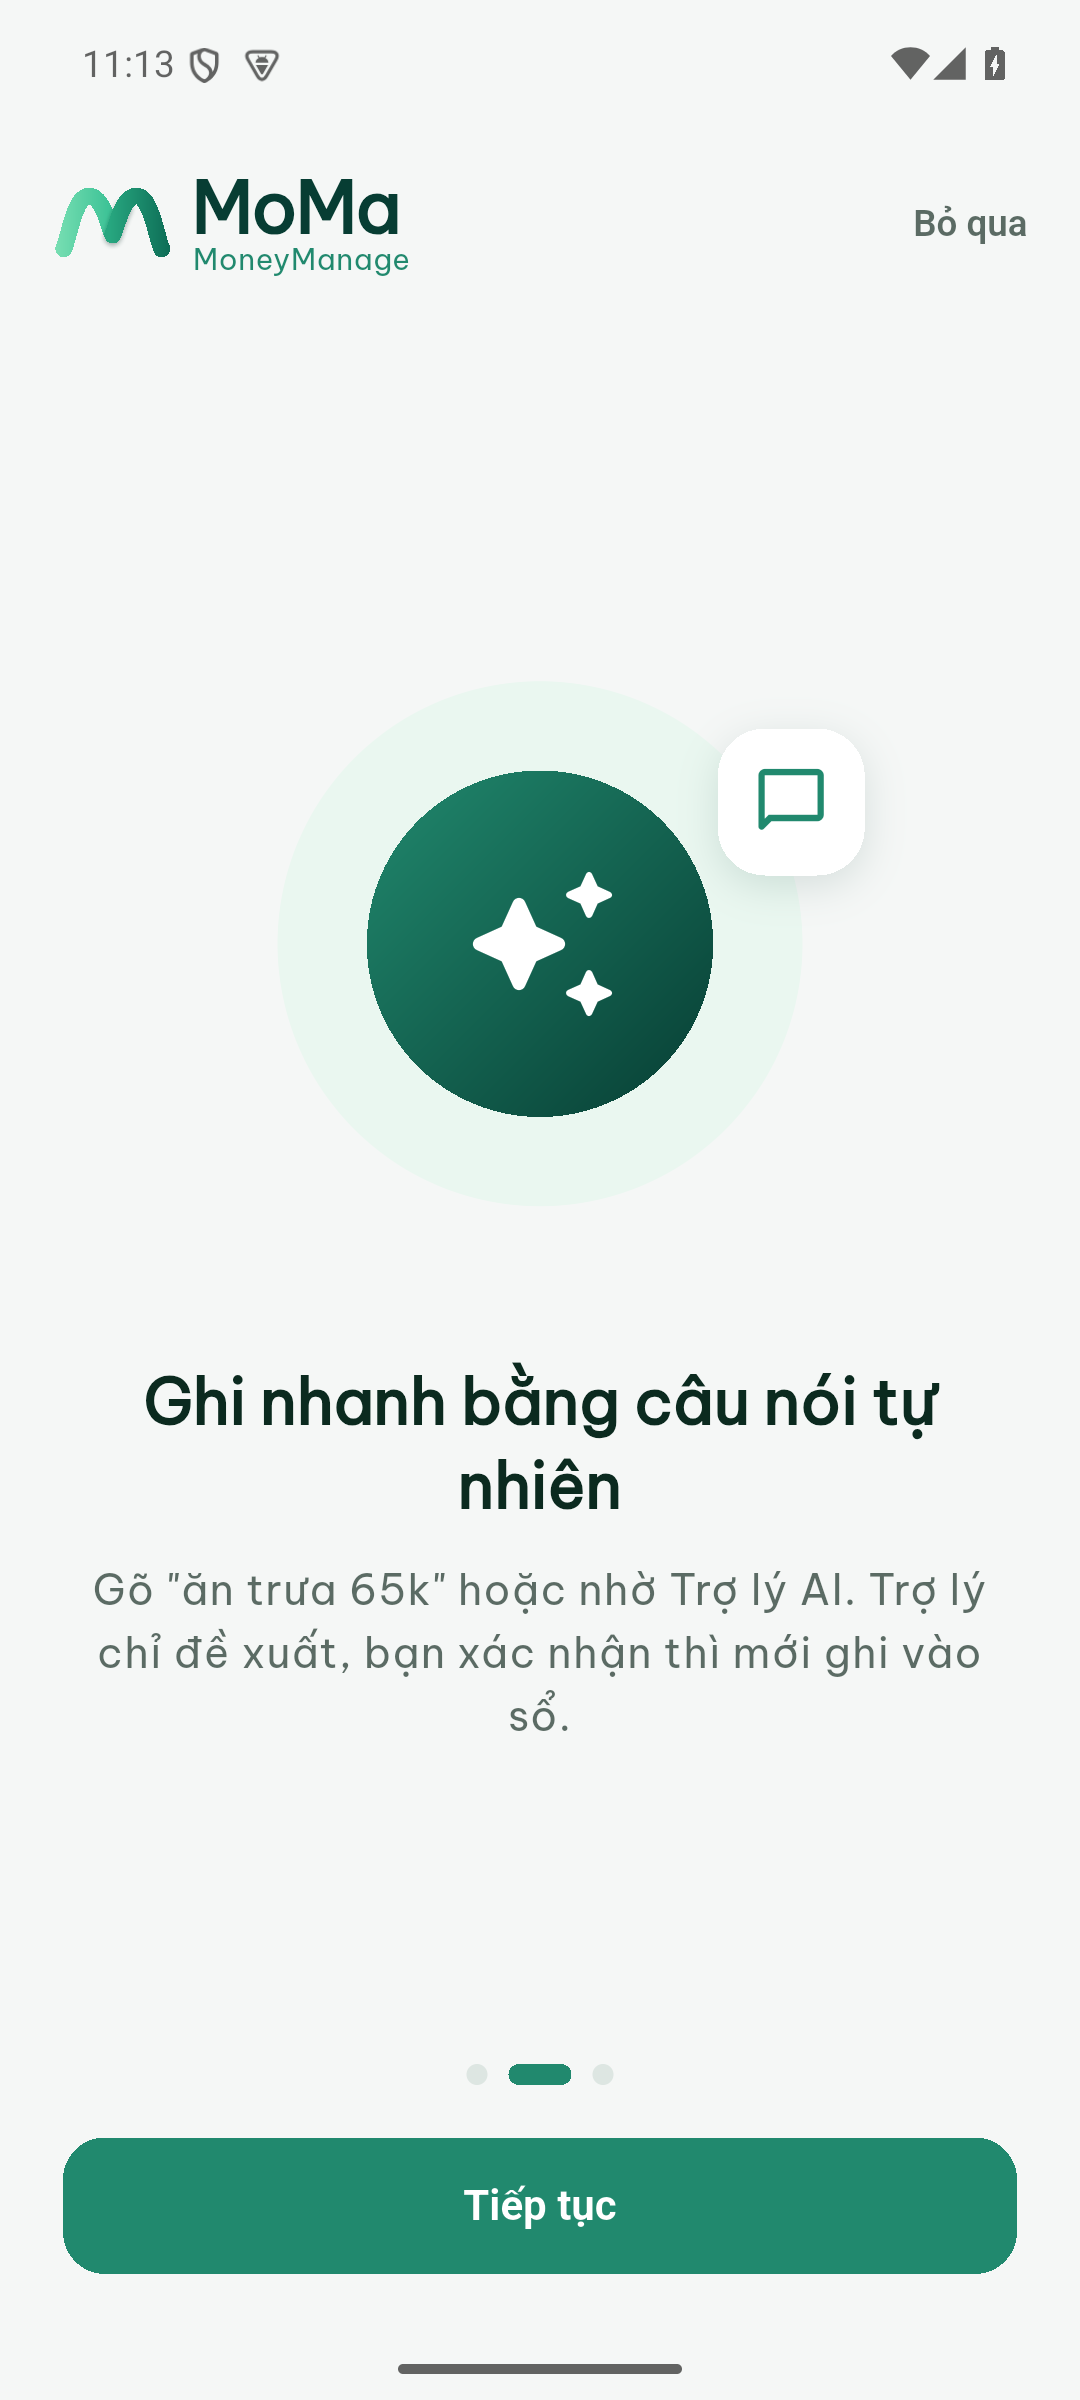 11:13
MoMa
MoneyManage
Bỏ qua
Ghi nhanh bằng câu nói tự
nhiên
Gõ "ăn trưa 65k" hoặc nhờ Trợ lý AI. Trợ lý
chỉ đề xuất, bạn xác nhận thì mới ghi vào
sổ.
Tiếp tục